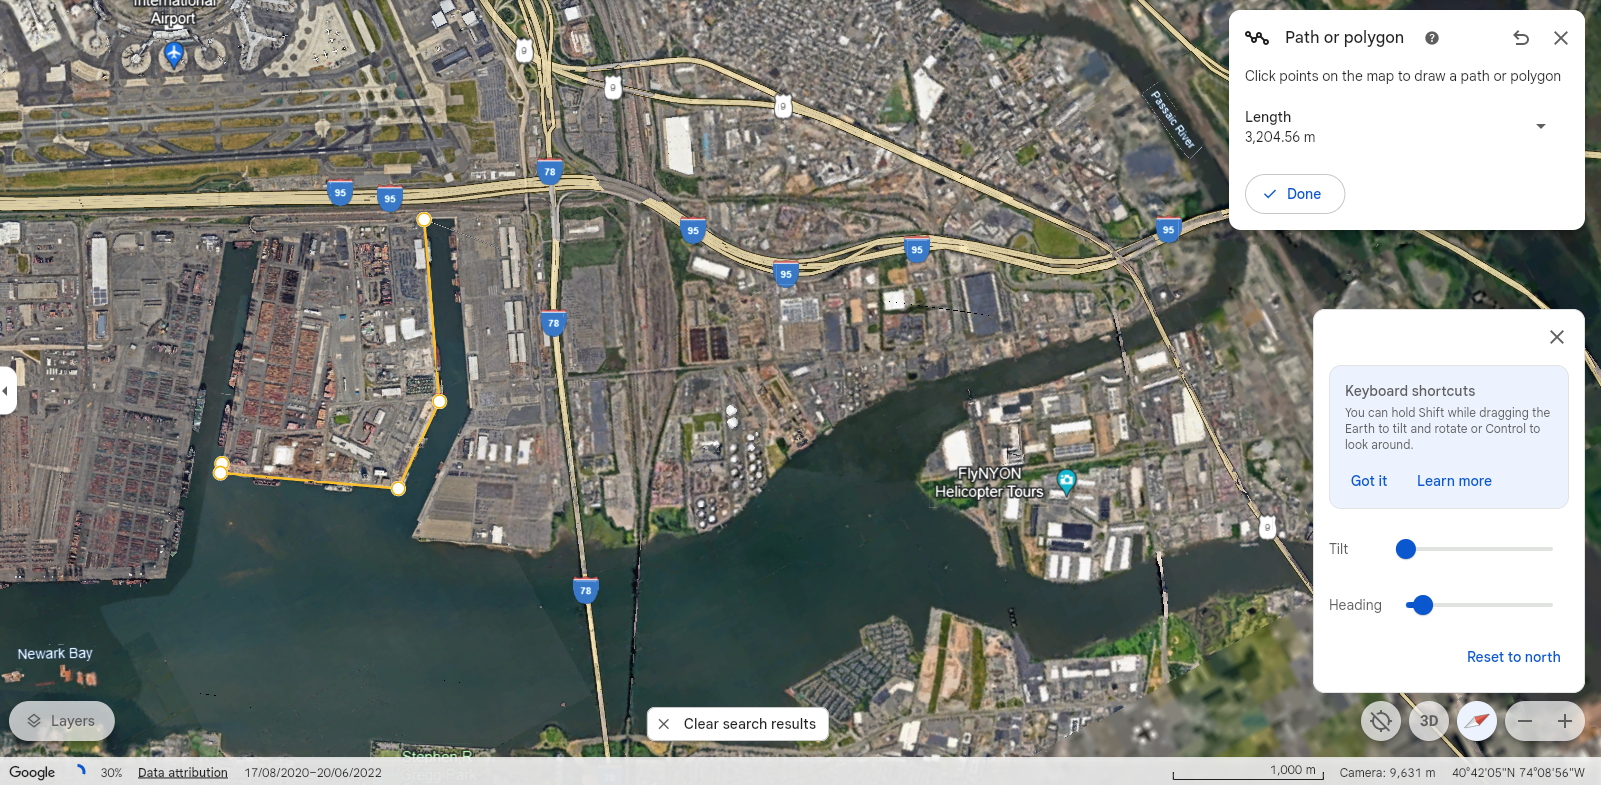 International
Airport
9
9
9
Passaic River
78
95
95
95
95
95
95
78
FlyNYON
Helicopter Tours
9
78
Newark Bay
Path or polygon
?
Click points on the map to draw a path or polygon
Length
3,204.56 m
Done
Keyboard shortcuts
You can hold Shift while dragging the
Earth to tilt and rotate or Control to
look around.
Got it
Learn more
Tilt
Heading
Reset to north
Layers
Clear search results
3D
Stephen R.
Google
30%
Data attribution
17/08/2020–20/06/2022
1,000 m
Camera: 9,631 m
40°42'05"N 74°08'56"W